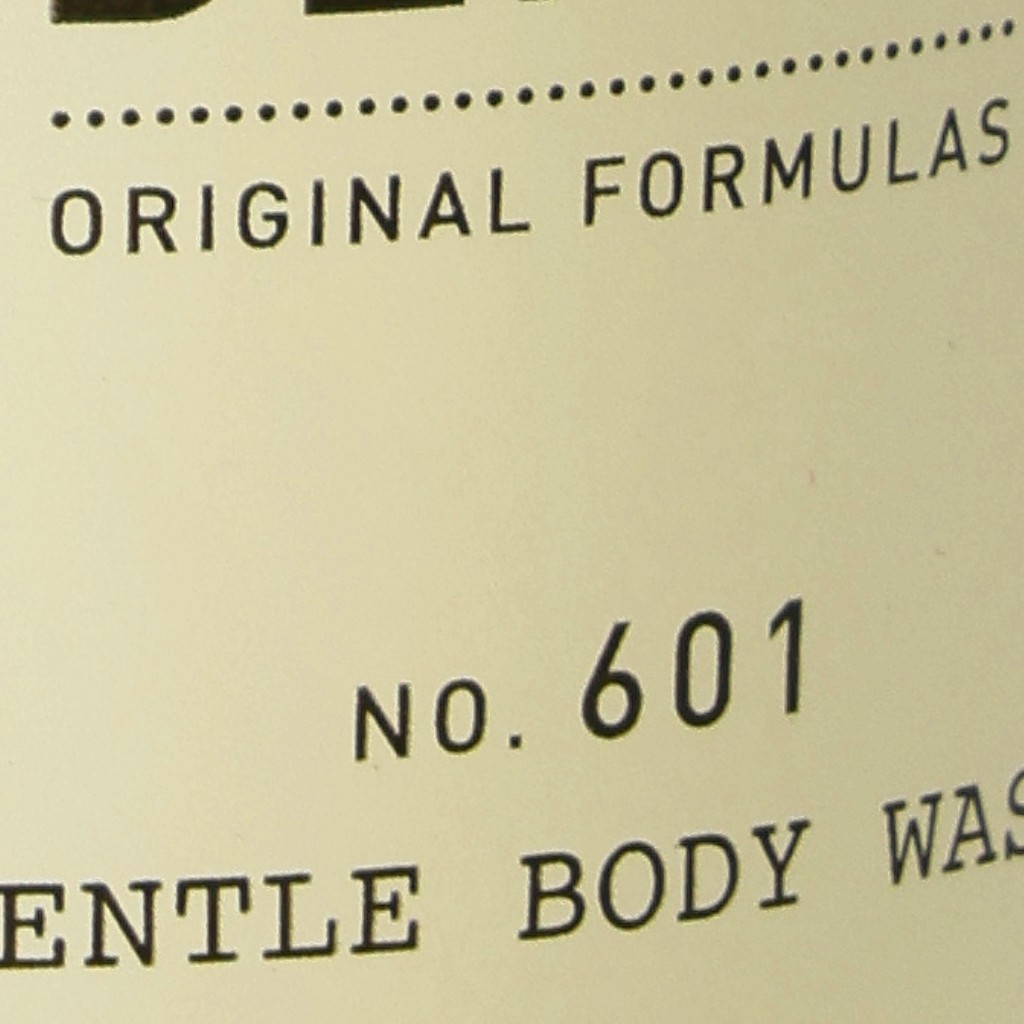 ORIGINAL FORMULAS
NO. 601
ENTLE BODY WAS